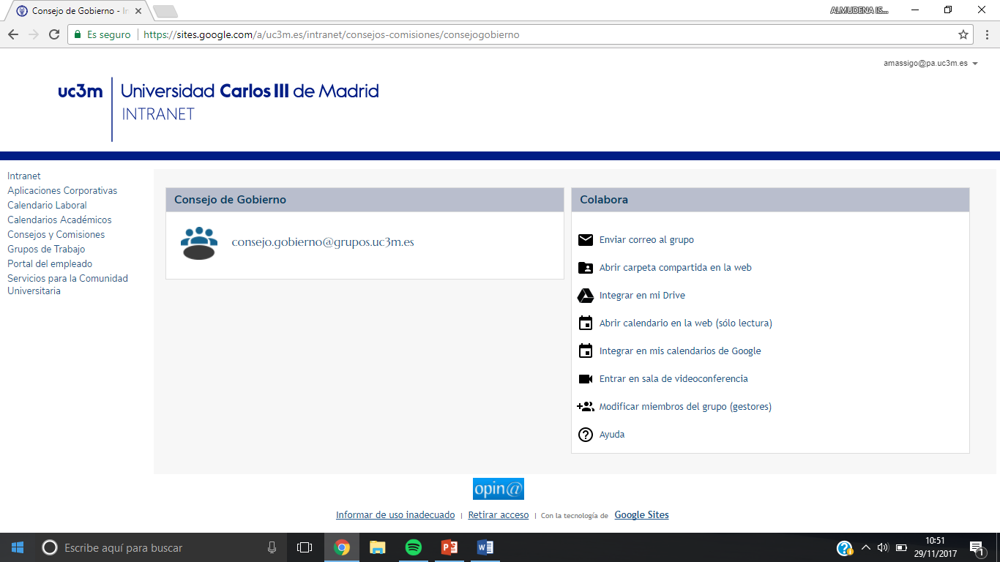 Consejo de Gobierno - In
ALMUDENA IS...
Es seguro
https://sites.google.com/a/uc3m.es/intranet/consejos-comisiones/consejogobierno
amassigo@pa.uc3m.es
uc3m
Universidad Carlos III de Madrid
INTRANET
Intranet
Aplicaciones Corporativas
Calendario Laboral
Calendarios Académicos
Consejos y Comisiones
Grupos de Trabajo
Portal del empleado
Servicios para la Comunidad
Universitaria
Consejo de Gobierno
consejo.gobierno@grupos.uc3m.es
Colabora
Enviar correo al grupo
Abrir carpeta compartida en la web
Integrar en mi Drive
Abrir calendario en la web (sólo lectura)
Integrar en mis calendarios de Google
Entrar en sala de videoconferencia
Modificar miembros del grupo (gestores)
Ayuda
opin@
Informar de uso inadecuado | Retirar acceso | Con la tecnología de Google Sites
Escribe aquí para buscar
10:51
29/11/2017
1